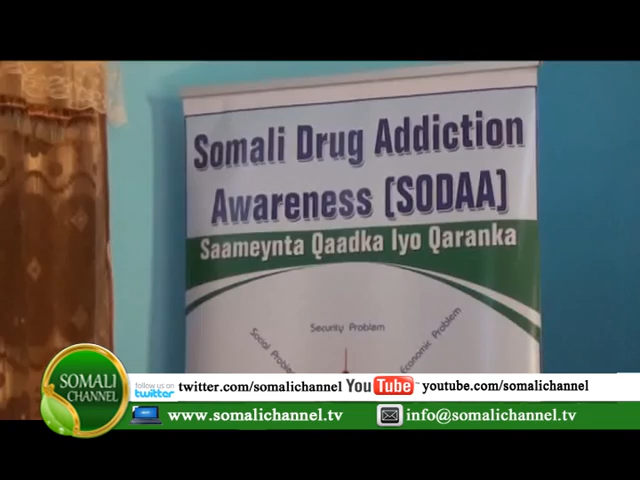 Somali Drug Addiction
Awareness (SODAA)
Saameynta Qaadka Iyo Qaranka
Security Problem
Social Proble
Economic Problem
SOMALI
CHANNEL
follow us on
twitter
twitter.com/somalichannel
YouTube
youtube.com/somalichannel
www.somalichannel.tv
info@somalichannel.tv